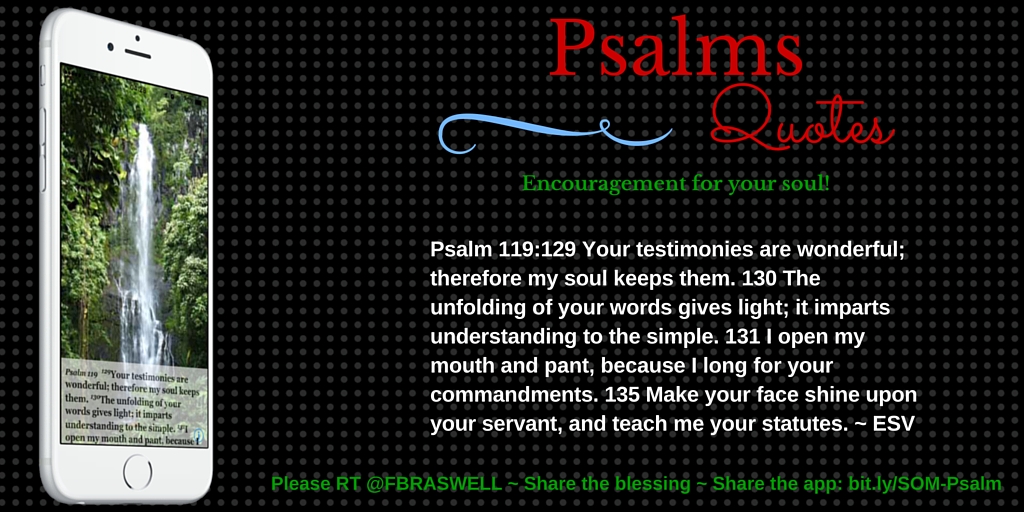 Psalms
Quotes
Encouragement for your soul!
Psalm 119:129 Your testimonies are wonderful;
therefore my soul keeps them. 130 The
unfolding of your words gives light; it imparts
understanding to the simple. 131 I open my
mouth and pant, because I long for your
commandments. 135 Make your face shine upon
your servant, and teach me your statutes. ~ ESV
Psalm 119 129Your testimonies are
wonderful; therefore my soul keeps
them. 130The unfolding of your
words gives light; it imparts
understanding to the simple. 131I
open my mouth and pant, because I
Please RT @FBRASWELL ~ Share the blessing ~ Share the app: bit.ly/SOM-Psalm